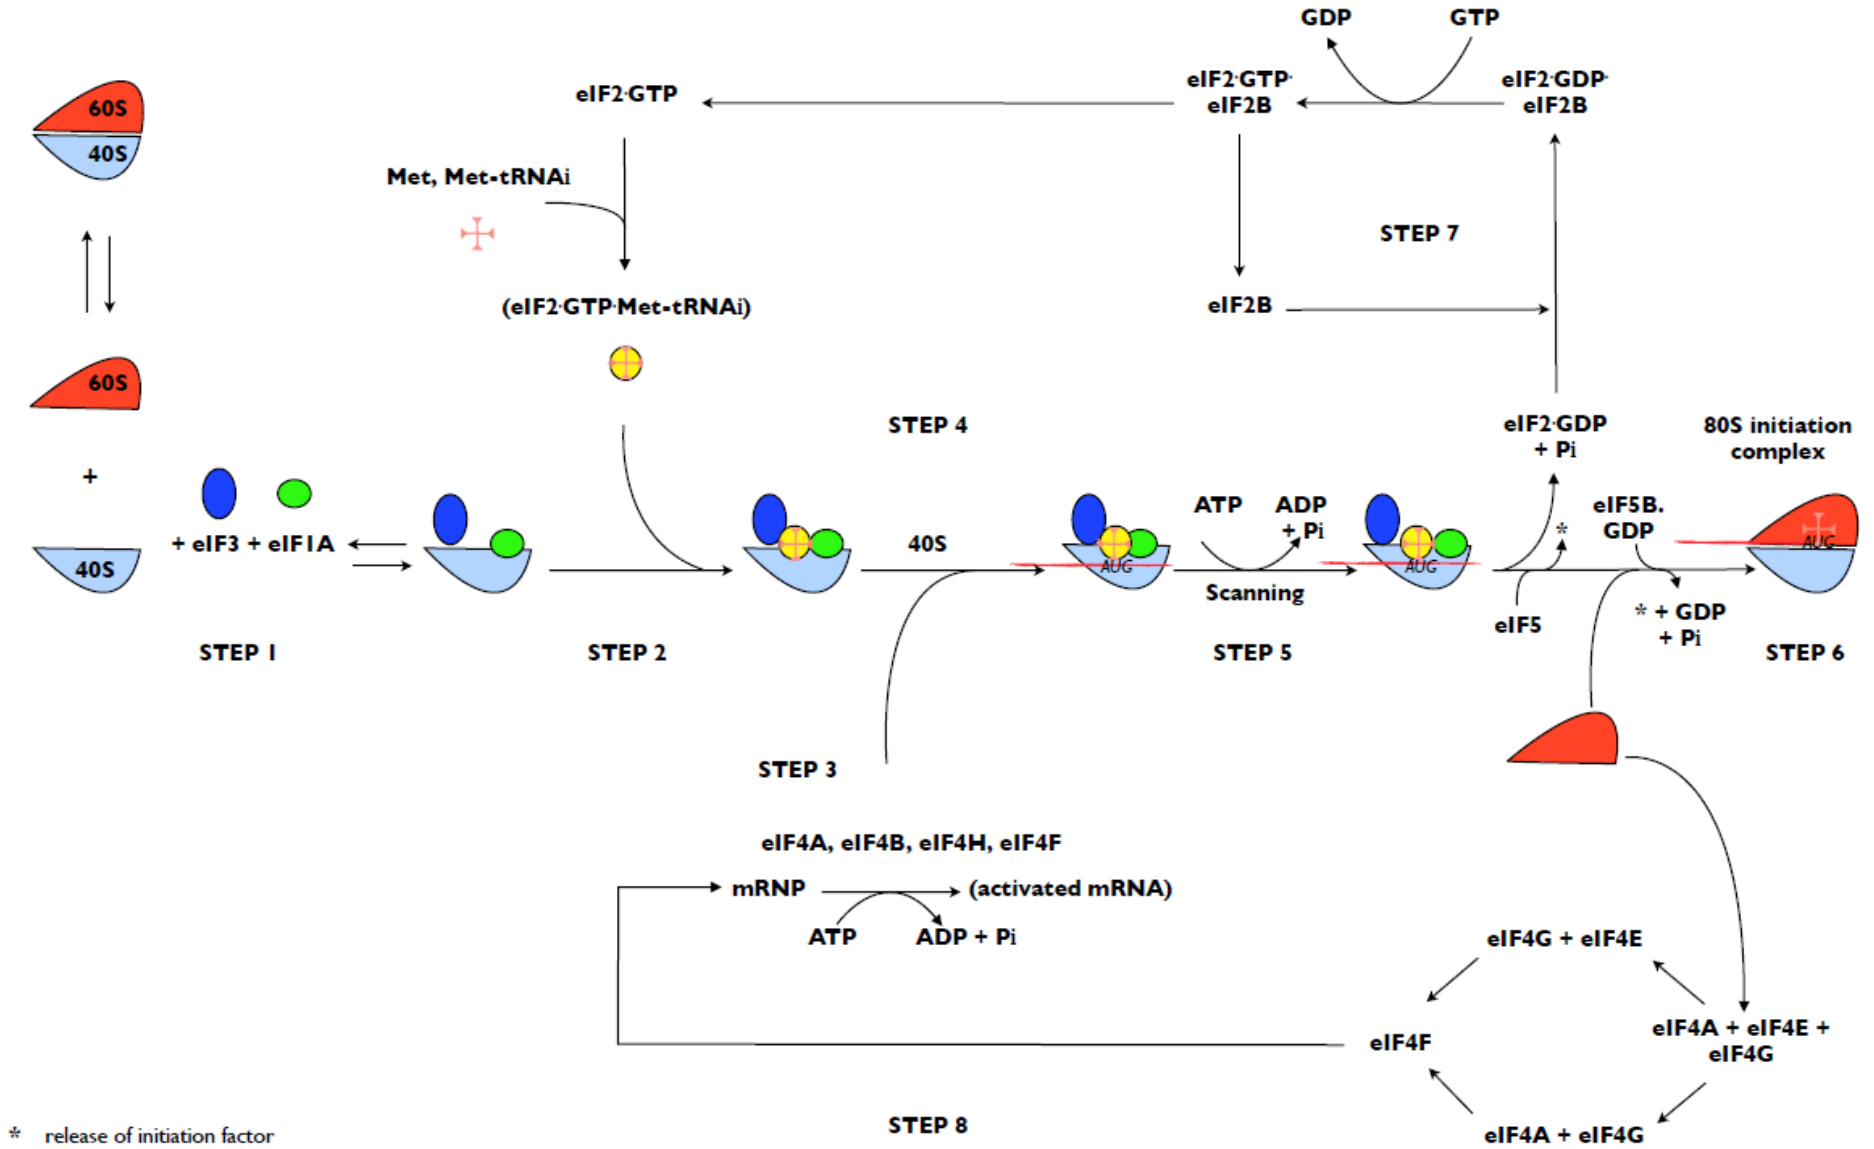 GDP
GTP
eIF2·GTP·
eIF2B
eIF2·GDP·
eIF2B
eIF2·GTP
60S
40S
Met, Met-tRNAi
STEP 7
(eIF2·GTP·Met-tRNAi)
eIF2B
60S
STEP 4
eIF2·GDP
+ Pi
80S initiation
complex
+
+ eIF3 + eIF1A
40S
40S
AUG
ATP
ADP
+ Pi
Scanning
AUG
*
eIF5B.
GDP
AUG
eIF5
* + GDP
+ Pi
STEP 1
STEP 2
STEP 5
STEP 6
STEP 3
eIF4A, eIF4B, eIF4H, eIF4F
mRNP
(activated mRNA)
ATP
ADP + Pi
eIF4G + eIF4E
eIF4F
eIF4A + eIF4E +
eIF4G
eIF4A + eIF4G
STEP 8
* release of initiation factor